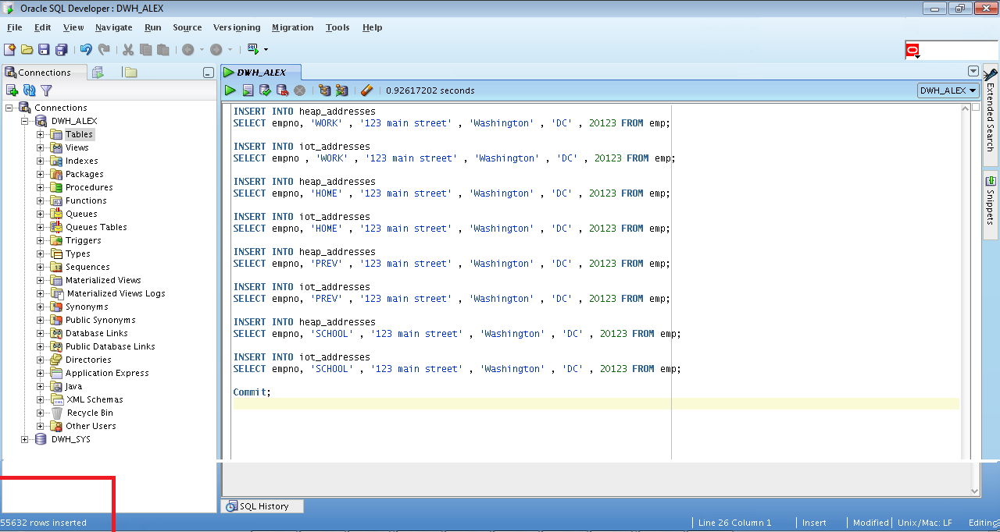 Oracle SQL Developer : DWH_ALEX
File Edit View Navigate Run Source Versioning Migration Tools Help
Connections
DWH_ALEX
0.92617202 seconds
DWH_ALEX
Connections
DWH_ALEX
Tables
Views
Indexes
Packages
Procedures
Functions
Queues
Queues Tables
Triggers
Types
Sequences
Materialized Views
Materialized Views Logs
Synonyms
Public Synonyms
Database Links
Public Database Links
Directories
Application Express
Java
XML Schemas
Recycle Bin
Other Users
DWH_SYS
INSERT INTO heap_addresses
SELECT empno, 'WORK' , '123 main street' , 'Washington' , 'DC' , 20123 FROM emp;
INSERT INTO iot_addresses
SELECT empno , 'WORK' , '123 main street' , 'Washington' , 'DC' , 20123 FROM emp;
INSERT INTO heap_addresses
SELECT empno, 'HOME' , '123 main street' , 'Washington' , 'DC' , 20123 FROM emp;
INSERT INTO iot_addresses
SELECT empno, 'HOME' , '123 main street' , 'Washington' , 'DC' , 20123 FROM emp;
INSERT INTO heap_addresses
SELECT empno, 'PREV' , '123 main street' , 'Washington' , 'DC' , 20123 FROM emp;
INSERT INTO iot_addresses
SELECT empno, 'PREV' , '123 main street' , 'Washington' , 'DC' , 20123 FROM emp;
INSERT INTO heap_addresses
SELECT empno, 'SCHOOL' , '123 main street' , 'Washington' , 'DC' , 20123 FROM emp;
INSERT INTO iot_addresses
SELECT empno, 'SCHOOL' , '123 main street' , 'Washington' , 'DC' , 20123 FROM emp;
Commit;
Extended Search
Snippets
SQL History
55632 rows inserted
Line 26 Column 1
Insert
Modified
Unix/Mac: LF
Editing